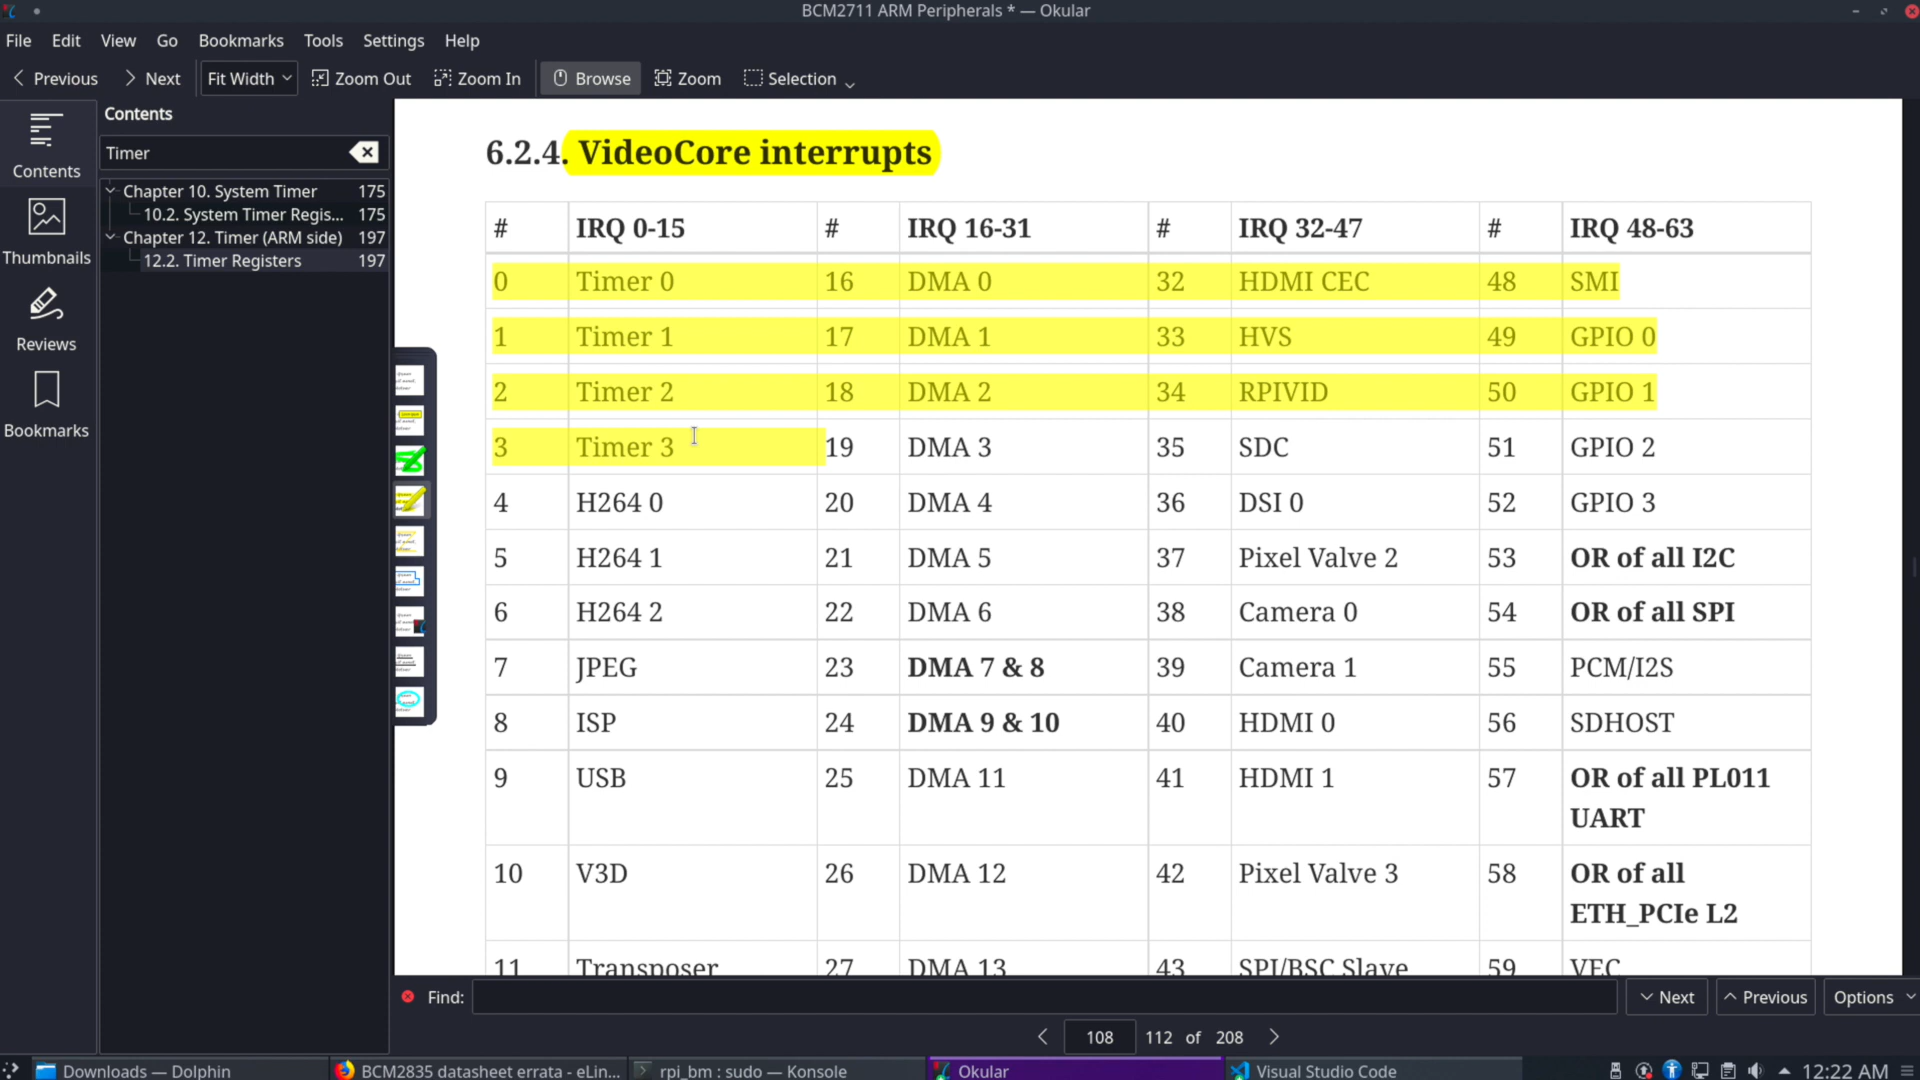 BCM2711 ARM Peripherals * — Okular
File Edit View Go Bookmarks Tools Settings Help
Previous Next Fit Width Zoom Out Zoom In Browse Zoom Selection
Contents
Thumbnails
Reviews
Bookmarks
Contents
Timer
Chapter 10. System Timer 175
10.2. System Timer Regis... 175
Chapter 12. Timer (ARM side) 197
12.2. Timer Registers 197
6.2.4. VideoCore interrupts
# IRQ 0-15 # IRQ 16-31 # IRQ 32-47 # IRQ 48-63
0 Timer 0 16 DMA 0 32 HDMI CEC 48 SMI
1 Timer 1 17 DMA 1 33 HVS 49 GPIO 0
2 Timer 2 18 DMA 2 34 RPIVID 50 GPIO 1
3 Timer 3 19 DMA 3 35 SDC 51 GPIO 2
4 H264 0 20 DMA 4 36 DSI 0 52 GPIO 3
5 H264 1 21 DMA 5 37 Pixel Valve 2 53 OR of all I2C
6 H264 2 22 DMA 6 38 Camera 0 54 OR of all SPI
7 JPEG 23 DMA 7 & 8 39 Camera 1 55 PCM/I2S
8 ISP 24 DMA 9 & 10 40 HDMI 0 56 SDHOST
9 USB 25 DMA 11 41 HDMI 1 57 OR of all PL011
UART
10 V3D 26 DMA 12 42 Pixel Valve 3 58 OR of all
ETH_PCIe L2
11 Transposer 27 DMA 13 43 SPI/BSC Slave 59 VEC
Find: Next Previous Options
108 112 of 208
Downloads — Dolphin BCM2835 datasheet errata - eLin... rpi_bm : sudo — Konsole Okular Visual Studio Code 12:22 AM